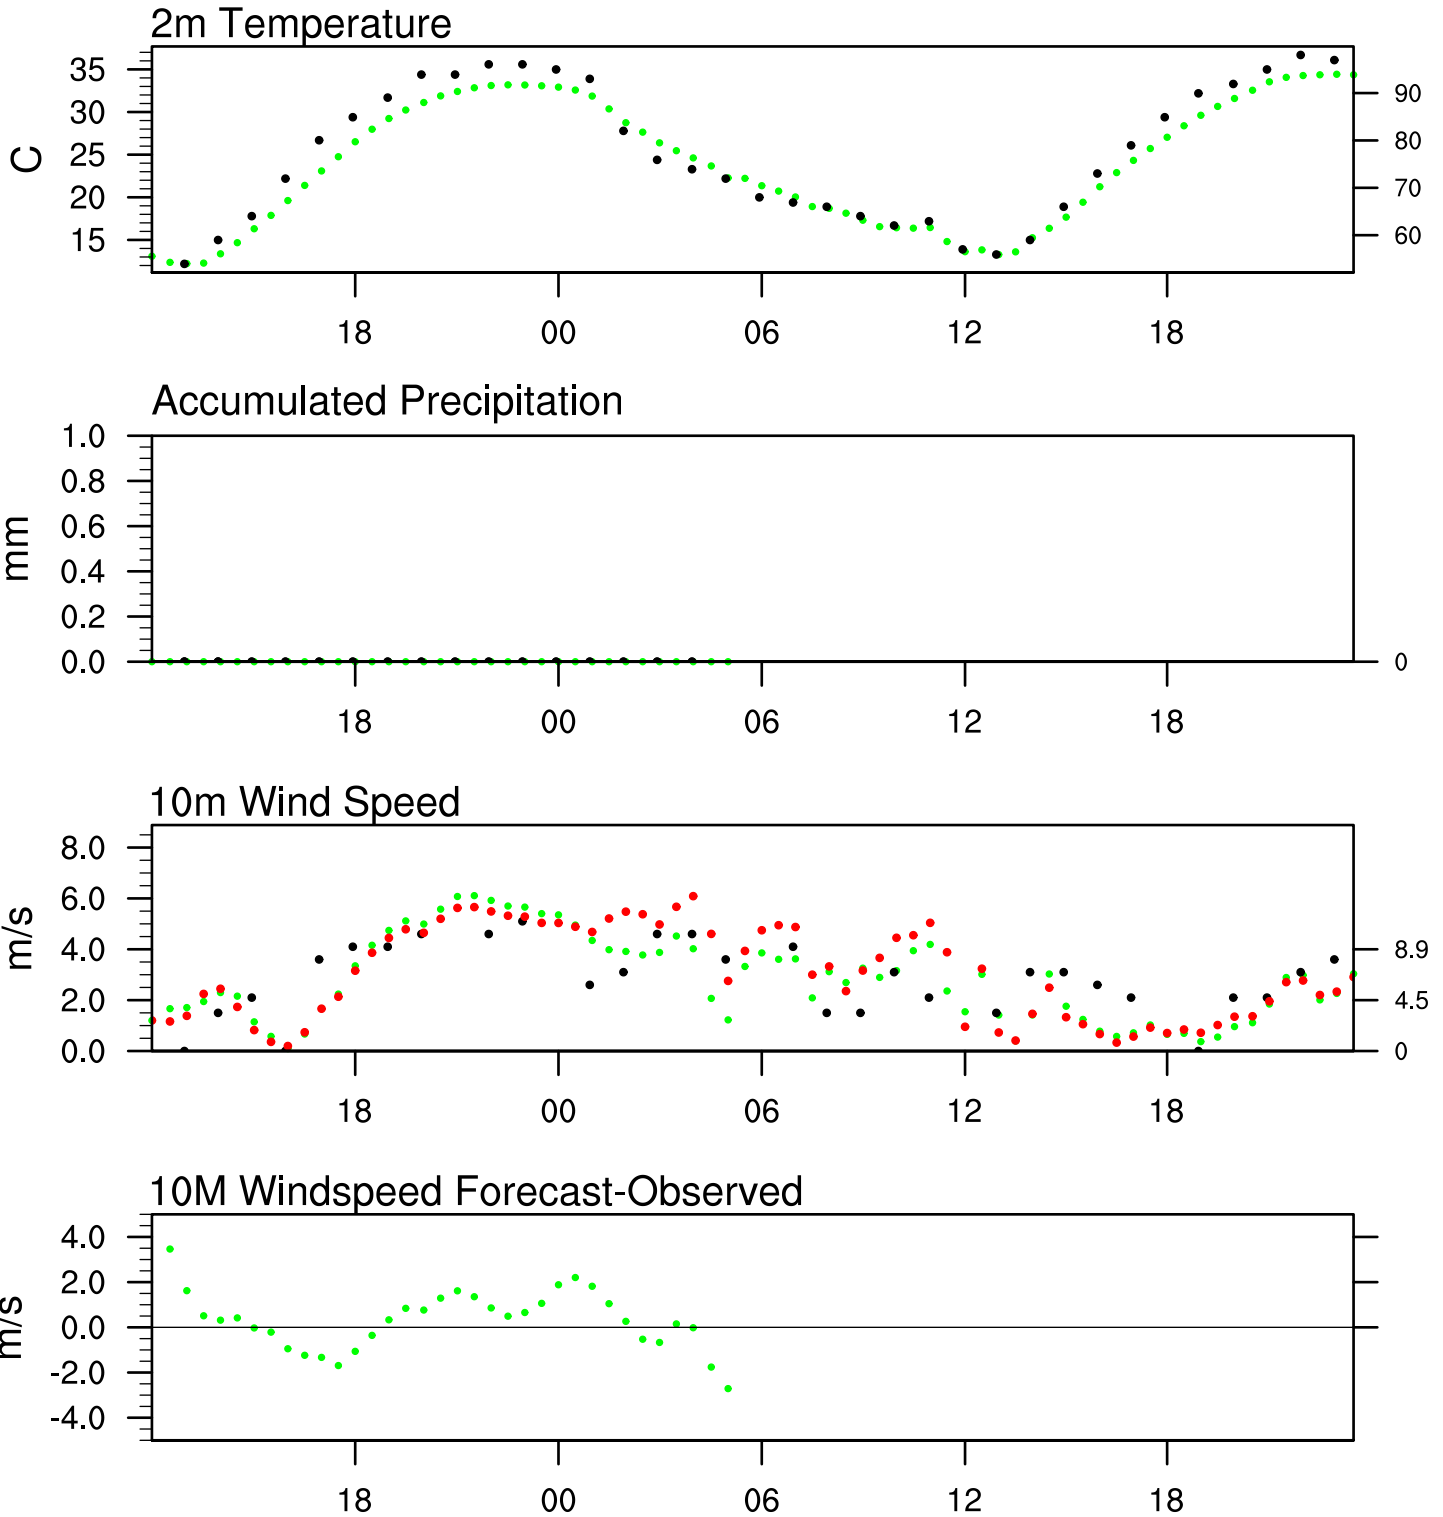 2m Temperature
35
30
25
20
15
C
90
80
70
60
18 00 06 12 18
Accumulated Precipitation
1.0
0.8
0.6
0.4
0.2
0.0
mm
0
18 00 06 12 18
10m Wind Speed
8.0
6.0
4.0
2.0
0.0
m/s
8.9
4.5
0
18 00 06 12 18
10M Windspeed Forecast-Observed
4.0
2.0
0.0
-2.0
-4.0
m/s
18 00 06 12 18